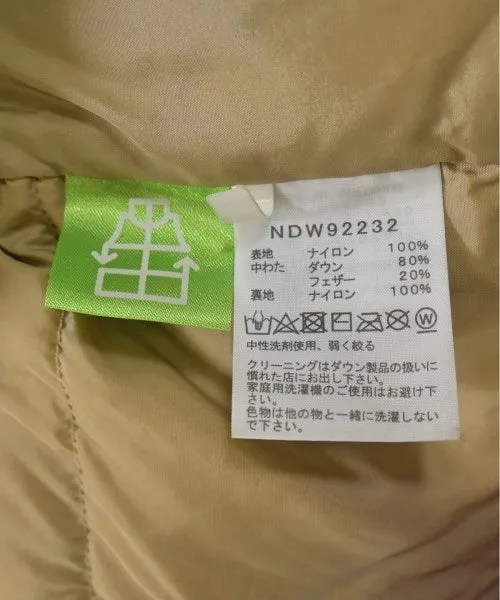 NDW92232
表地 ナイロン 100%
中わた ダウン 80%
フェザー 20%
裏地 ナイロン 100%
中性洗剤使用、弱く絞る
クリーニングはダウン製品の扱いに
慣れた店にお出し下さい。
家庭用洗濯機のご使用はお避け下
さい。
色物は他の物と一緒に洗濯しない
で下さい。